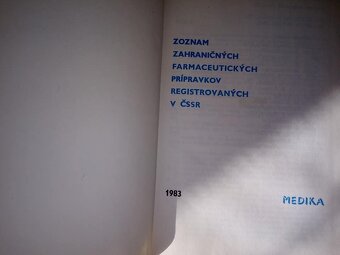 ZOZNAM
ZAHRANIČNÝCH
FARMACEUTICKÝCH
PRÍPRAVKOV
REGISTROVANÝCH
V ČSSR
1983
MEDIKA